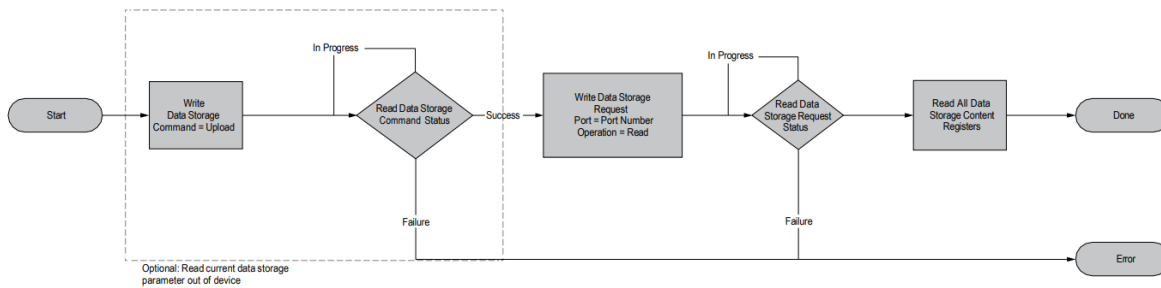 Start
Write
Data Storage
Command = Upload
In Progress
Read Data Storage
Command Status
Success
Failure
Write Data Storage
Request
Port = Port Number
Operation = Read
In Progress
Read Data
Storage Request
Status
Failure
Read All Data
Storage Content
Registers
Done
Error
Optional: Read current data storage
parameter out of device